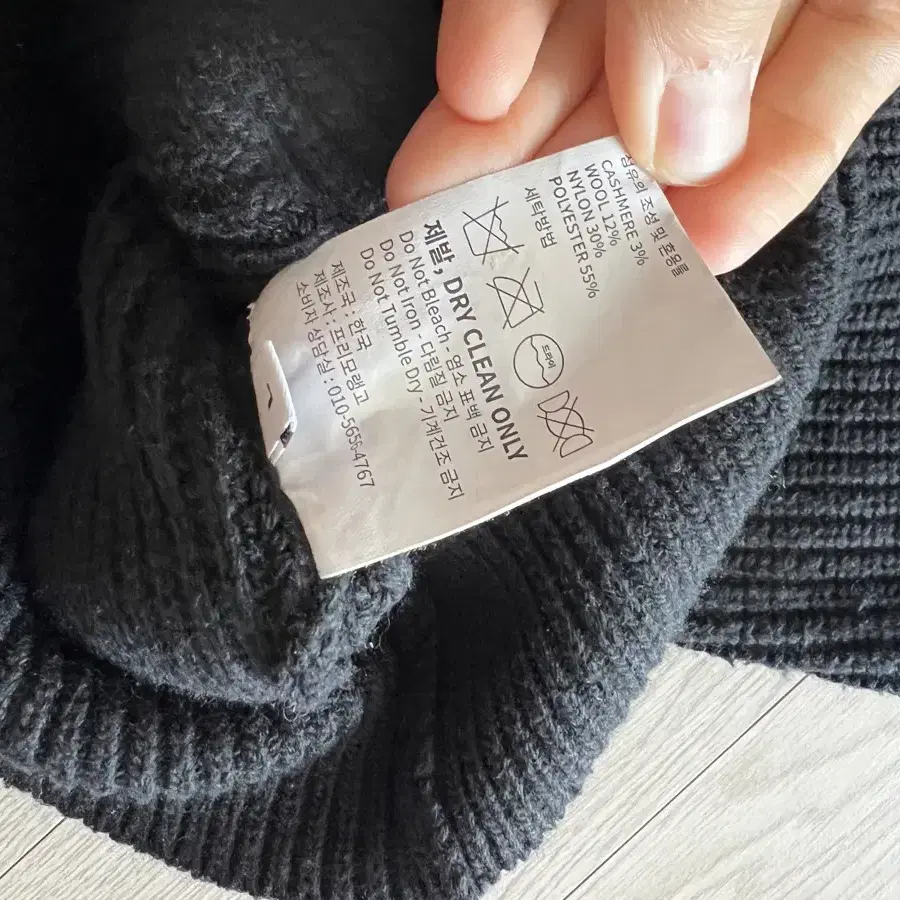 섬유의 조성 및 혼용률
CASHMERE 3%
WOOL 12%
NYLON 30%
POLYESTER 55%
세탁방법
드라이
제발, DRY CLEAN ONLY
Do Not Bleach - 염소 표백 금지
Do Not Iron - 다림질 금지
Do Not Tumble Dry - 기계건조 금지
제조국 : 한국
제조사 : 프리모랭고
소비자 상담실 : 010-5656-4767